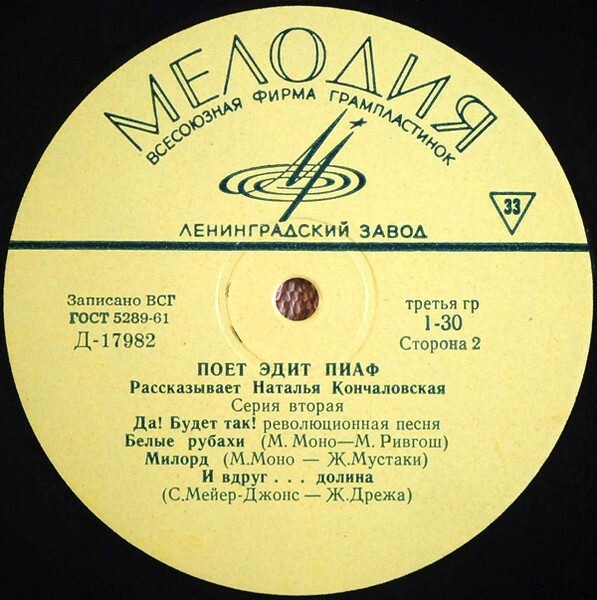 МЕЛОДИЯ
ВСЕСОЮЗНАЯ ФИРМА ГРАМПЛАСТИНОК
ЛЕНИНГРАДСКИЙ ЗАВОД
33
Записано ВСГ
ГОСТ 5289-61
Д-17982
третья гр
1-30
Сторона 2
ПОЕТ ЭДИТ ПИАФ
Рассказывает Наталья Кончаловская
Серия вторая
Да! Будет так! революционная песня
Белые рубахи (М. Моно—М. Ривгош)
Милорд (М.Моно — Ж.Мустаки)
И вдруг . . . долина
(С.Мейер-Джонс — Ж.Дрежа)